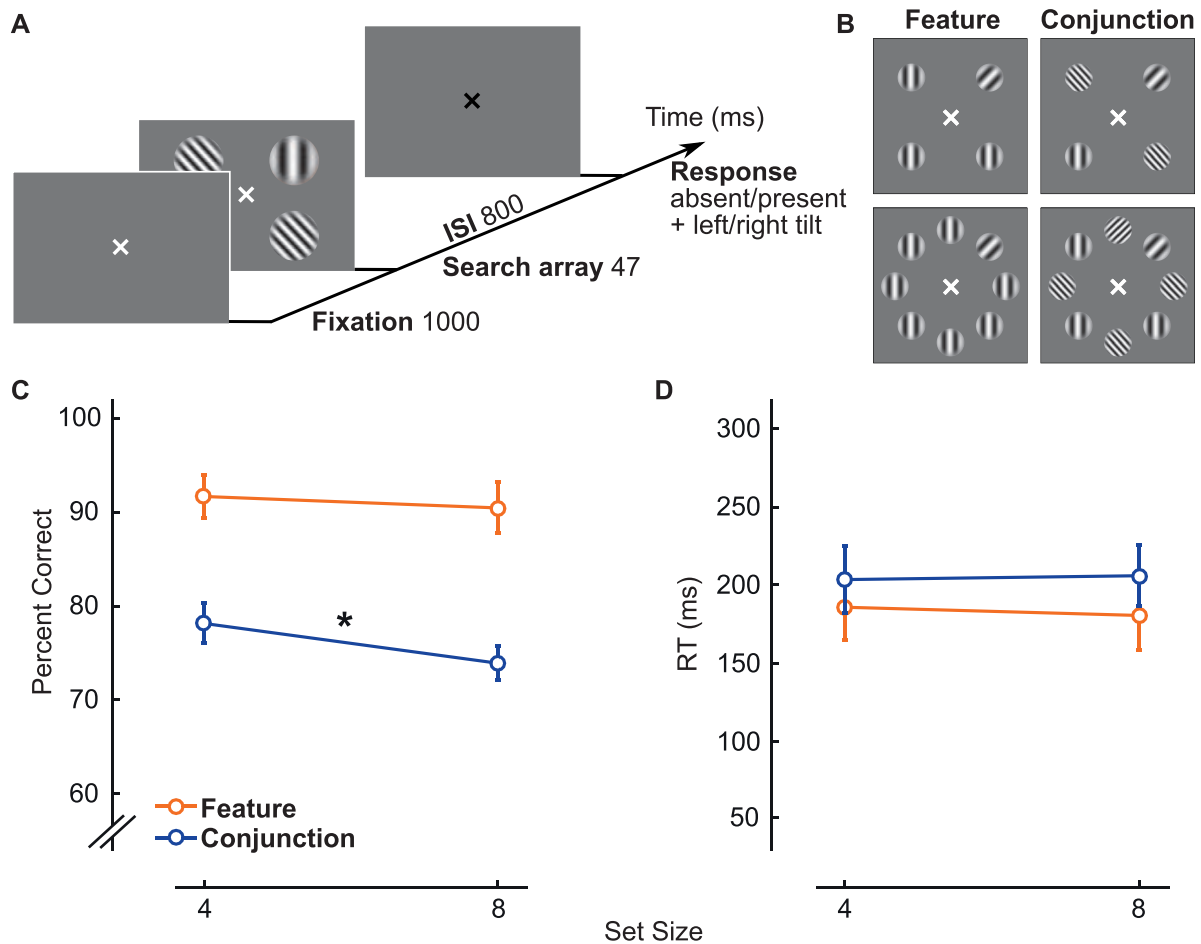 A
Time (ms)
Response
absent/present
+ left/right tilt
ISI 800
Search array 47
Fixation 1000
B
Feature Conjunction
C
100
90
80
70
60
Percent Correct
*
Feature
Conjunction
4 8
D
300
250
200
150
100
50
RT (ms)
4 8
Set Size